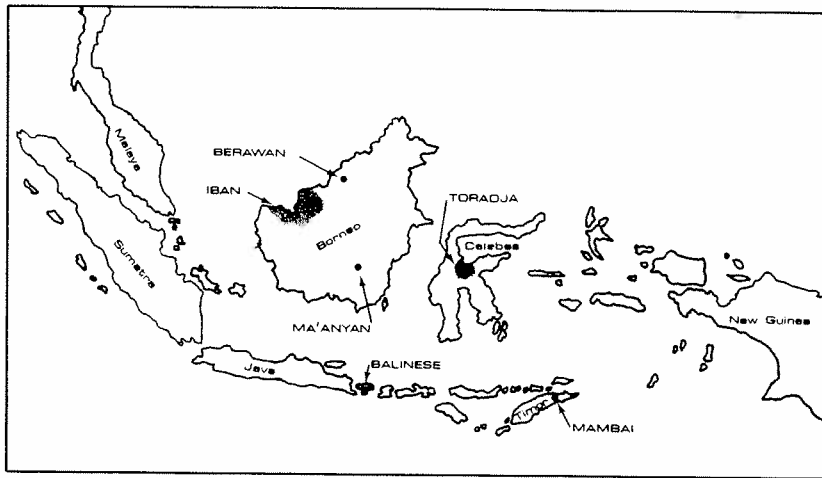 Malaya
BERAWAN
IBAN
TORADJA
Borneo
Celebes
Sumatra
MA'ANYAN
New Guinea
Java
BALINESE
Timor
MAMBAI